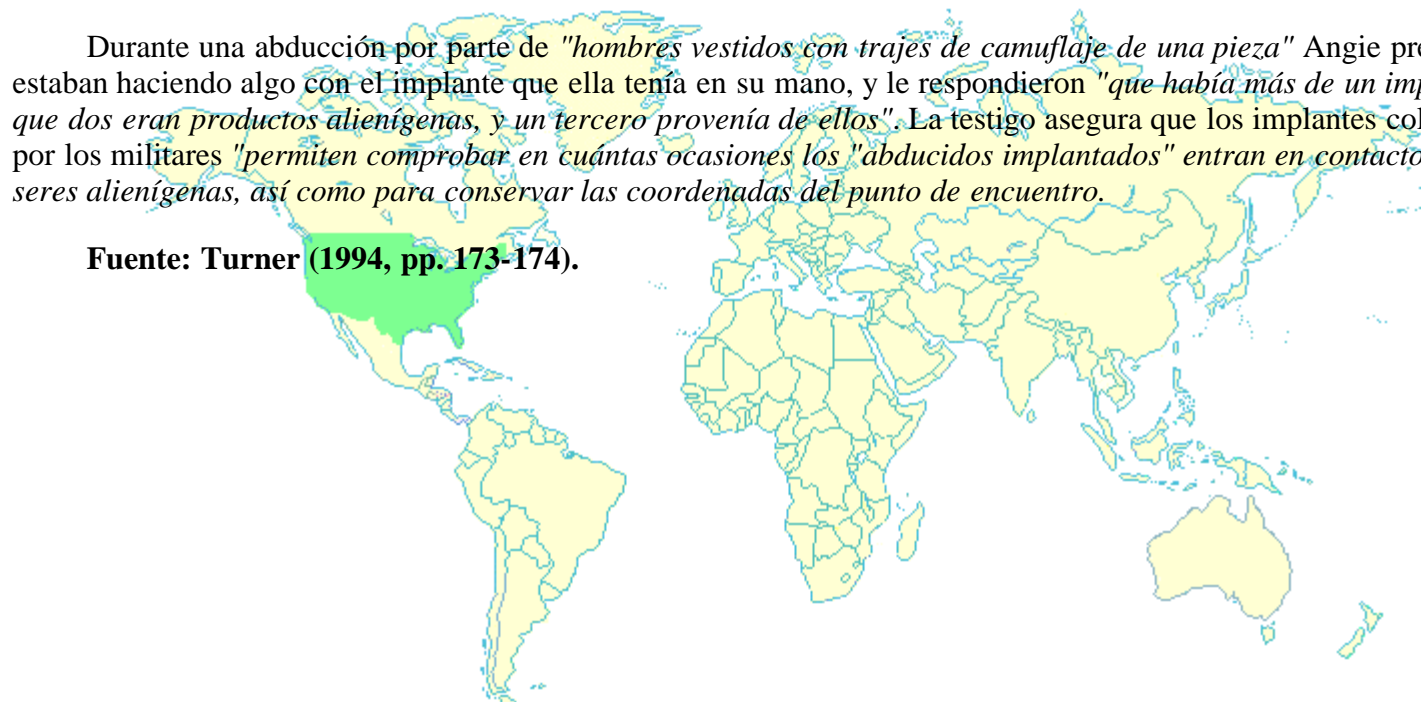 Durante una abducción por parte de "hombres vestidos con trajes de camuflaje de una pieza" Angie pre
estaban haciendo algo con el implante que ella tenía en su mano, y le respondieron "que había más de un imp
que dos eran productos alienígenas, y un tercero provenía de ellos". La testigo asegura que los implantes col
por los militares "permiten comprobar en cuántas ocasiones los "abducidos implantados" entran en contacto
seres alienígenas, así como para conservar las coordenadas del punto de encuentro.
Fuente: Turner (1994, pp. 173-174).